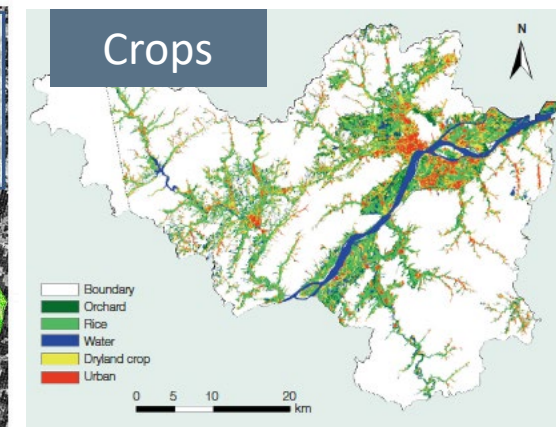 Crops
N
Boundary
Orchard
Rice
Water
Dryland crop
Urban
0 5 10 20
km